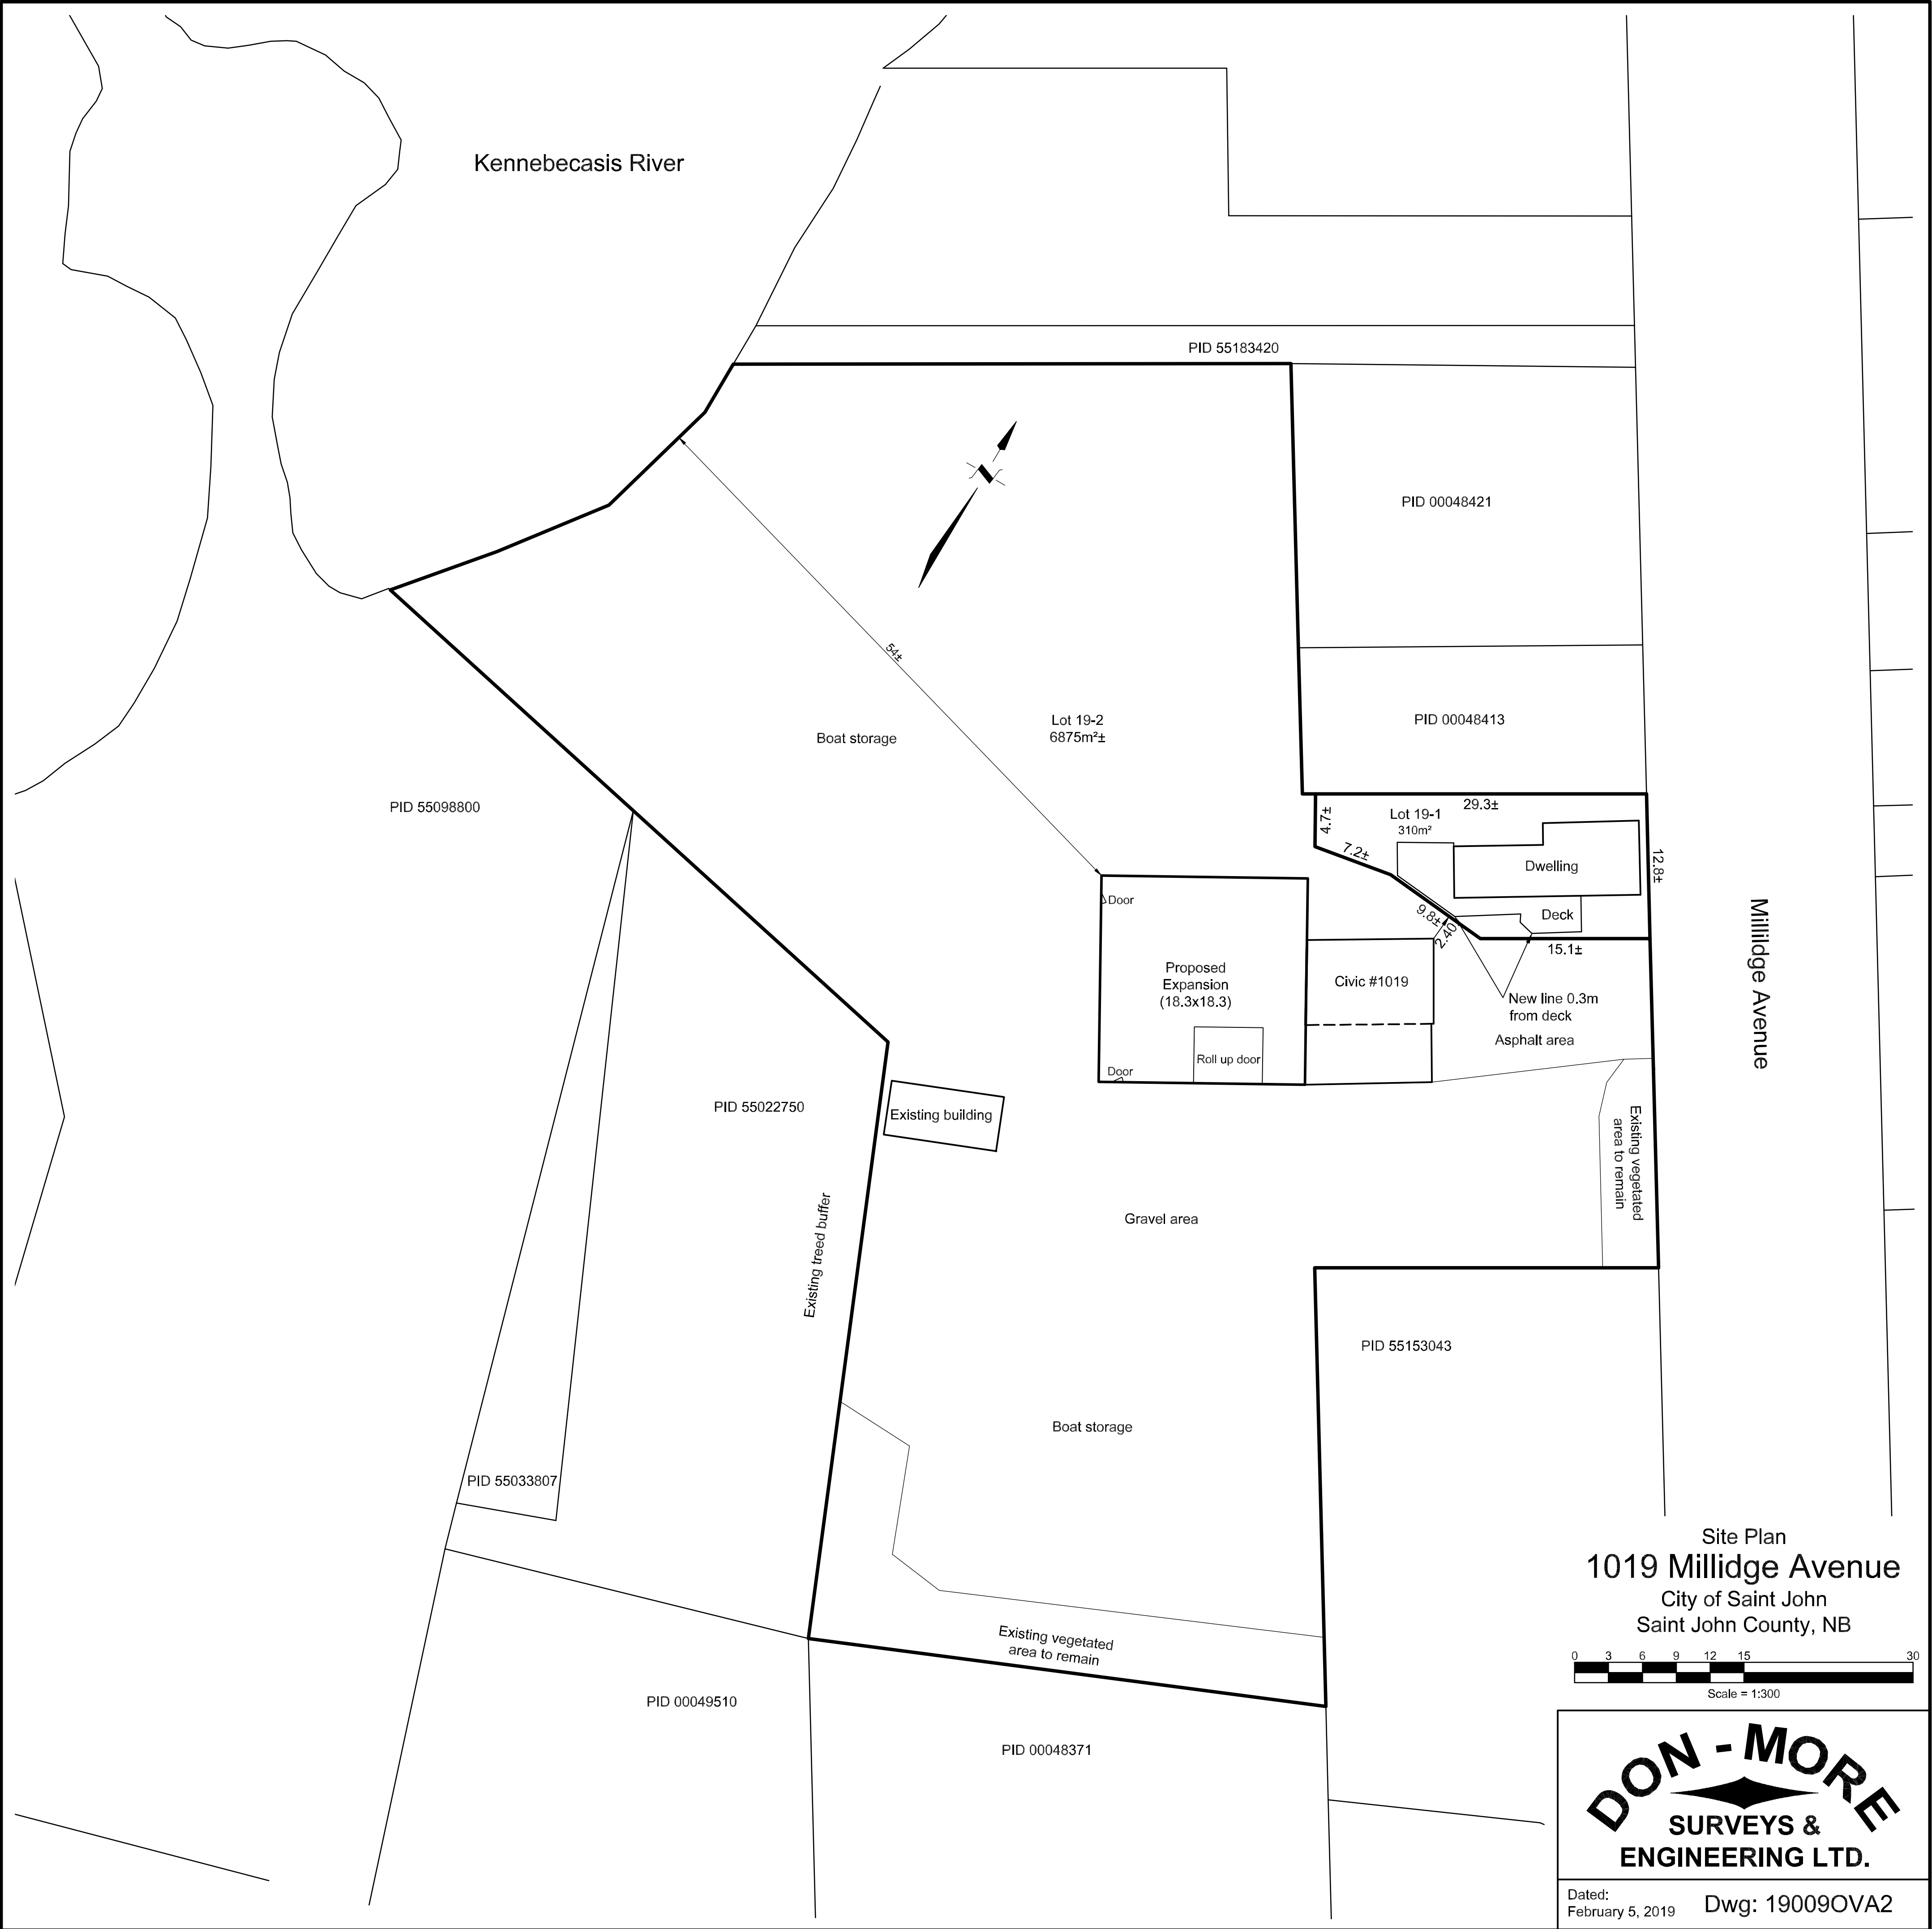 Kennebecasis River
PID 55183420
PID 00048421
54±
Lot 19-2
6875m²±
PID 00048413
Boat storage
PID 55098800
29.3±
4.7±
Lot 19-1
310m²
7.2±
Dwelling
12.8±
Door
9.8±
2.40
Deck
15.1±
Millildge Avenue
Proposed
Expansion
(18.3x18.3)
Civic #1019
New line 0.3m
from deck
Asphalt area
Roll up door
Door
PID 55022750
Existing building
Existing vegetated
area to remain
Existing treed buffer
Gravel area
PID 55153043
Boat storage
PID 55033807
Existing vegetated
area to remain
PID 00049510
PID 00048371
Site Plan
1019 Millidge Avenue
City of Saint John
Saint John County, NB
0 3 6 9 12 15 30
Scale = 1:300
DON - MORE
SURVEYS &
ENGINEERING LTD.
Dated:
February 5, 2019
Dwg: 19009OVA2
N